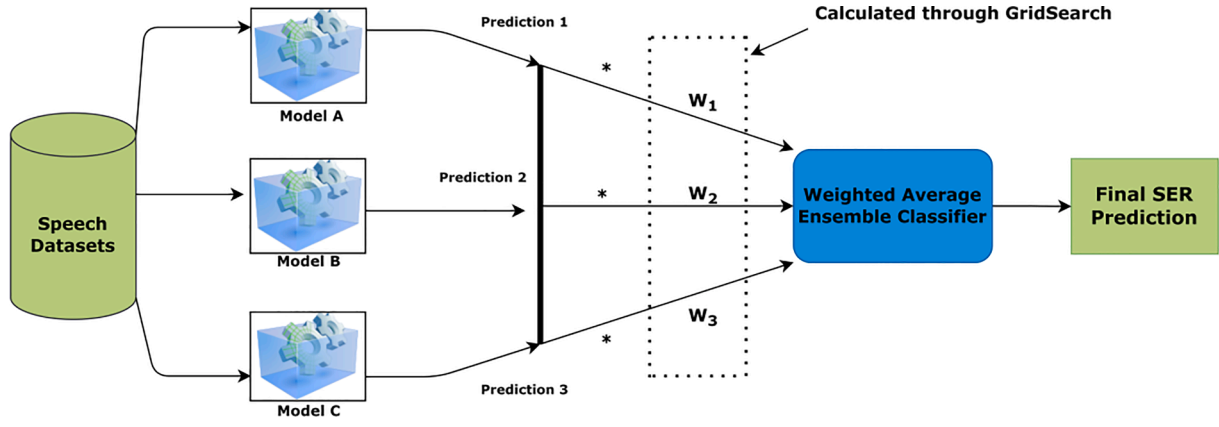 Prediction 1
Calculated through GridSearch
*
W1
Model A
Speech
Datasets
Prediction 2
*
W2
Weighted Average
Ensemble Classifier
Final SER
Prediction
Model B
W3
*
Prediction 3
Model C